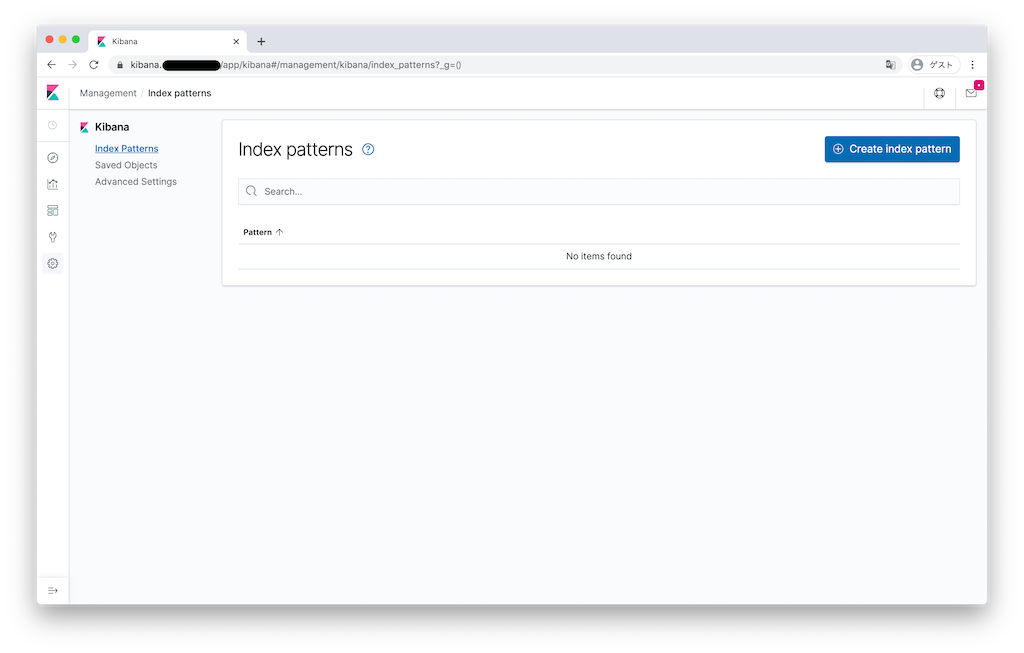 Kibana
kibana. /app/kibana#/management/kibana/index_patterns?_g=()
ゲスト
Management / Index patterns
Kibana
Index Patterns
Saved Objects
Advanced Settings
Index patterns
Create index pattern
Search...
Pattern
No items found